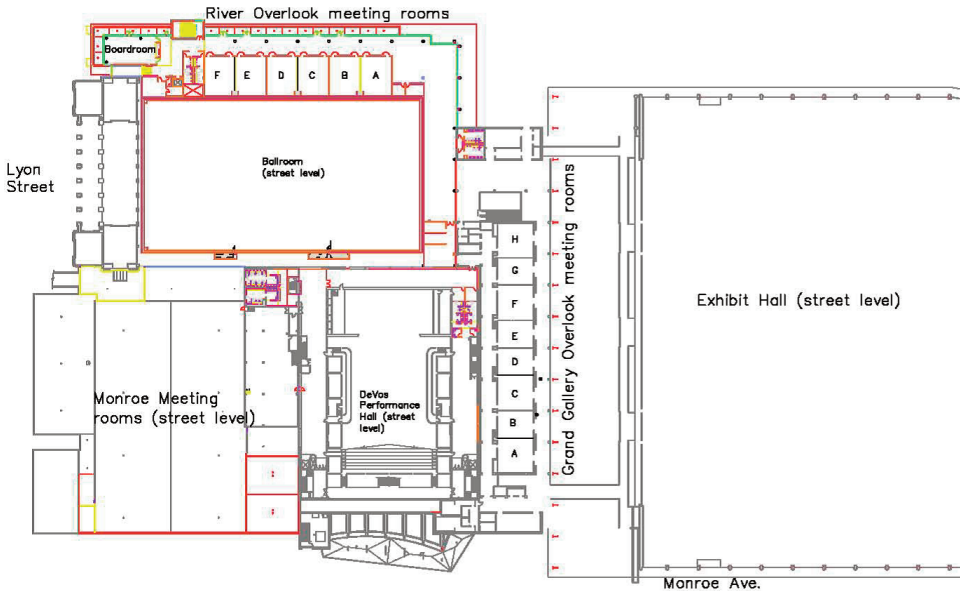 River Overlook meeting rooms
Boardroom
F E D C B A
Lyon
Street
Ballroom
(street level)
H
G
F
E
D
C
B
A
Grand Gallery Overlook meeting rooms
Exhibit Hall (street level)
Monroe Meeting
rooms (street level)
DeVos
Performance
Hall (street
level)
Monroe Ave.